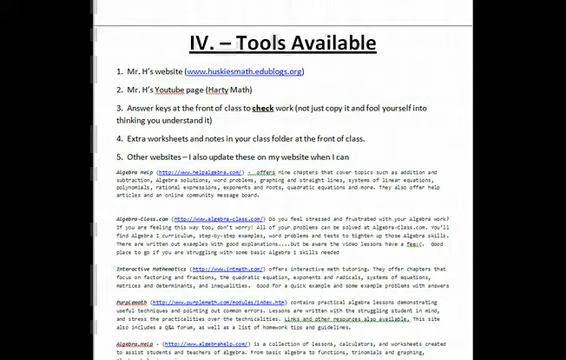 IV. – Tools Available
1. Mr. H's website (www.huskiesmath.edublogs.org)
2. Mr. H's Youtube page (Harty Math)
3. Answer keys at the front of class to check work (not just copy it and fool yourself into
thinking you understand it)
4. Extra worksheets and notes in your class folder at the front of class.
5. Other websites – I also update these on my website when I can
Algebra Help (http://www.helpalgebra.com/) - offers nine chapters that cover topics such as addition and
subtraction, Algebra solutions, word problems, graphing and straight lines, systems of linear equations,
polynomials, rational expressions, exponents and roots, quadratic equations and more. They also offer help
articles and an online community message board.
Algebra-Class.com (http://www.algebra-class.com/) Do you feel stressed and frustrated with your Algebra work?
If you are feeling this way too, don't worry! All of your problems can be solved at Algebra-Class.com. You'll
find Algebra 1 curriculum, step-by-step examples, word problems and tests to tighten up those Algebra skills.
There are written out examples with good explanations....but be aware the video lessons have a fee:(. Good
place to go if you are struggling with some basic Algebra 1 skills needed
Interactive Mathematics (http://www.intmath.com/) offers interactive math tutoring. They offer chapters that
focus on factoring and fractions, the quadratic equation, exponents and radicals, systems of equations,
matrices and determinants, and inequalities. Good for a quick example and some example problems with answers
PurpleMath (http://www.purplemath.com/modules/index.htm) contains practical algebra lessons demonstrating
useful techniques and pointing out common errors. Lessons are written with the struggling student in mind,
and stress the practicalities over the technicalities. Links and other resources also available. This site
also includes a Q&A forum, as well as a list of homework tips and guidelines.
Algebra.help - (http://www.algebrahelp.com/) is a collection of lessons, calculators, and worksheets created
to assist students and teachers of algebra. From basic algebra to functions, trinomials and graphing,